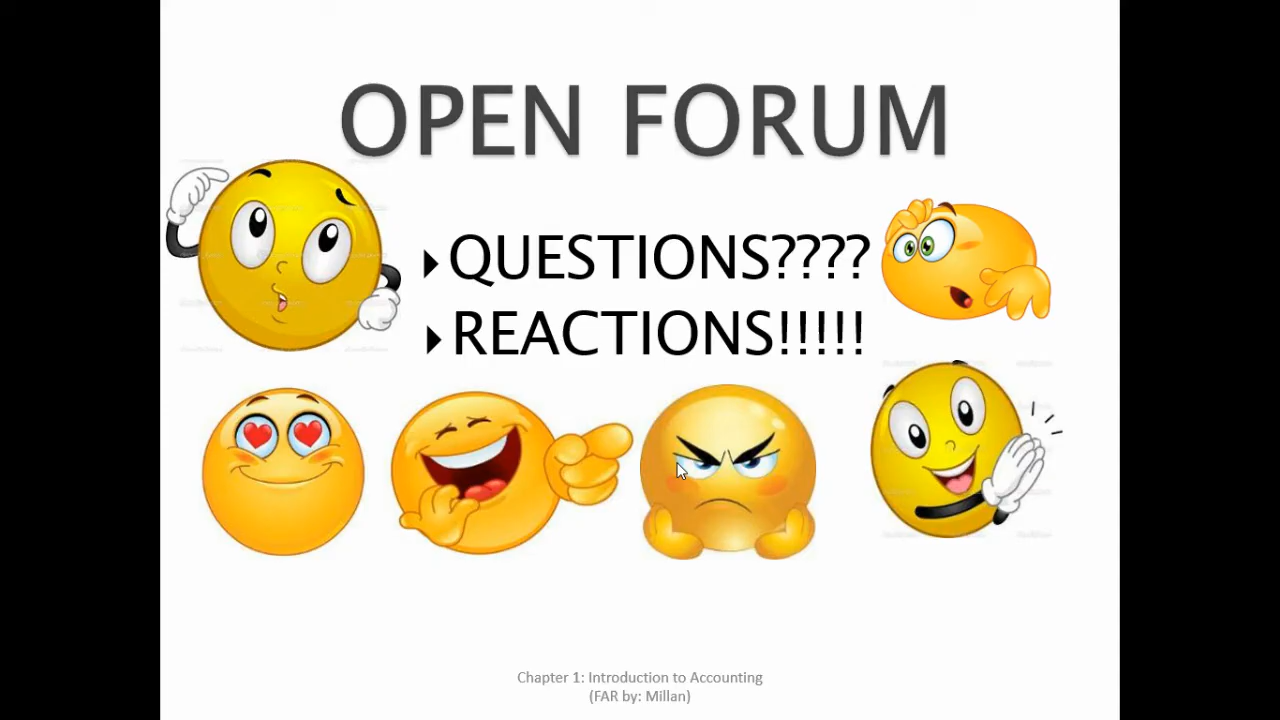 OPEN FORUM
QUESTIONS????
REACTIONS!!!!!
Chapter 1: Introduction to Accounting
(FAR by: Millan)